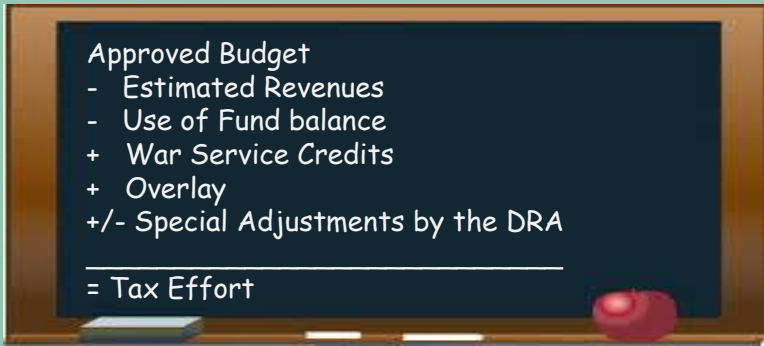 Approved Budget
- Estimated Revenues
- Use of Fund balance
+ War Service Credits
+ Overlay
+/- Special Adjustments by the DRA
______________________________
= Tax Effort